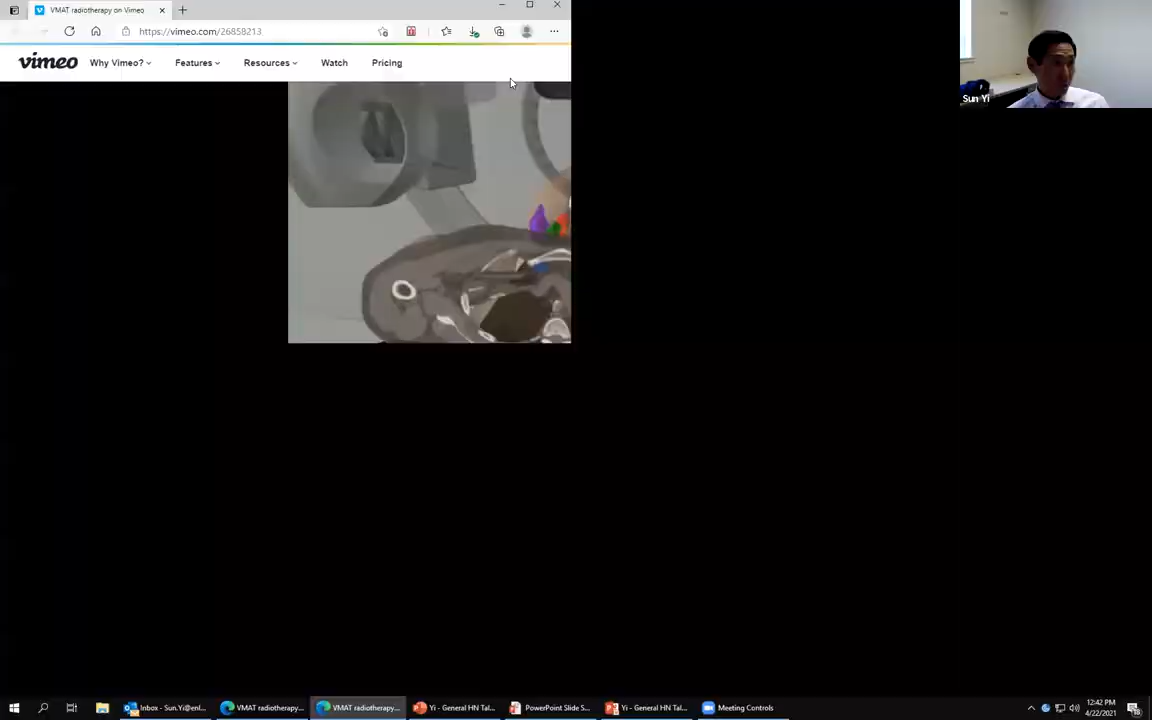 VMAT radiotherapy on Vimeo
https://vimeo.com/26858213
vimeo Why Vimeo? Features Resources Watch Pricing
Sun Yi
Inbox - Sun.Yi@enl... VMAT radiotherapy... VMAT radiotherapy... Yi - General HN Tal... PowerPoint Slide S... Yi - General HN Tal... Meeting Controls
12:42 PM
4/22/2021